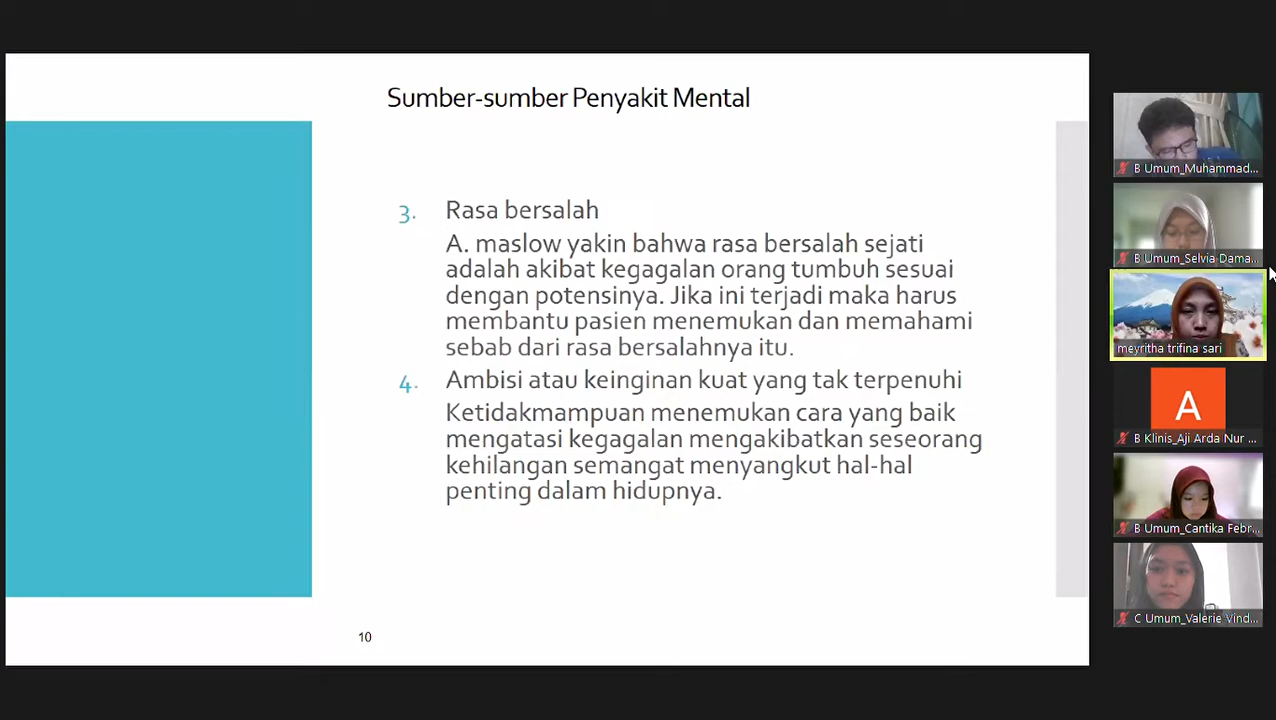 Sumber-sumber Penyakit Mental
3. Rasa bersalah
A. maslow yakin bahwa rasa bersalah sejati
adalah akibat kegagalan orang tumbuh sesuai
dengan potensinya. Jika ini terjadi maka harus
membantu pasien menemukan dan memahami
sebab dari rasa bersalahnya itu.
4. Ambisi atau keinginan kuat yang tak terpenuhi
Ketidakmampuan menemukan cara yang baik
mengatasi kegagalan mengakibatkan seseorang
kehilangan semangat menyangkut hal-hal
penting dalam hidupnya.
10
B Umum_Muhammad...
B Umum_Selvia Dama...
meyritha trifina sari
A
B Klinis_Aji Arda Nur ...
B Umum_Cantika Febr...
C Umum_Valerie Vind...